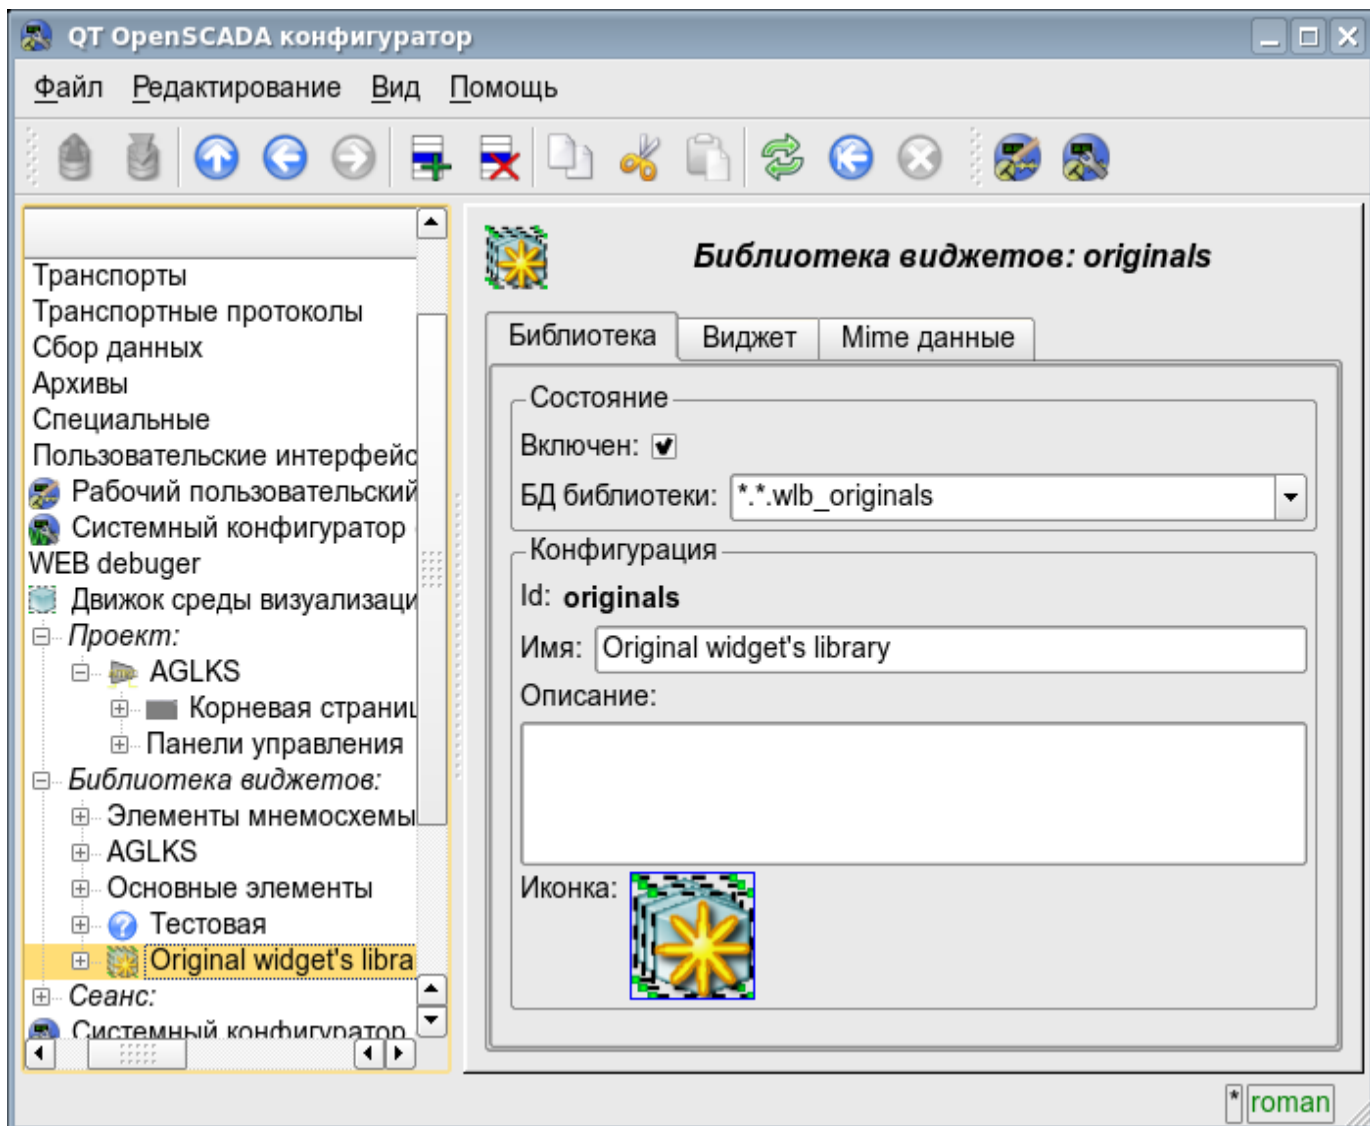 QT OpenSCADA конфигуратор
Файл Редактирование Вид Помощь
Транспорты
Транспортные протоколы
Сбор данных
Архивы
Специальные
Пользовательские интерфейс
Рабочий пользовательский
Системный конфигуратор
WEB debuger
Движок среды визуализаци
Проект:
AGLKS
Корневая страниц
Панели управления
Библиотека виджетов:
Элементы мнемосхемы
AGLKS
Основные элементы
Тестовая
Original widget's libra
Сеанс:
Системный конфигуратор
Библиотека виджетов: originals
Библиотека Виджет Mime данные
Состояние
Включен:
БД библиотеки: *.*.wlb_originals
Конфигурация
Id: originals
Имя: Original widget's library
Описание:
Иконка:
* roman